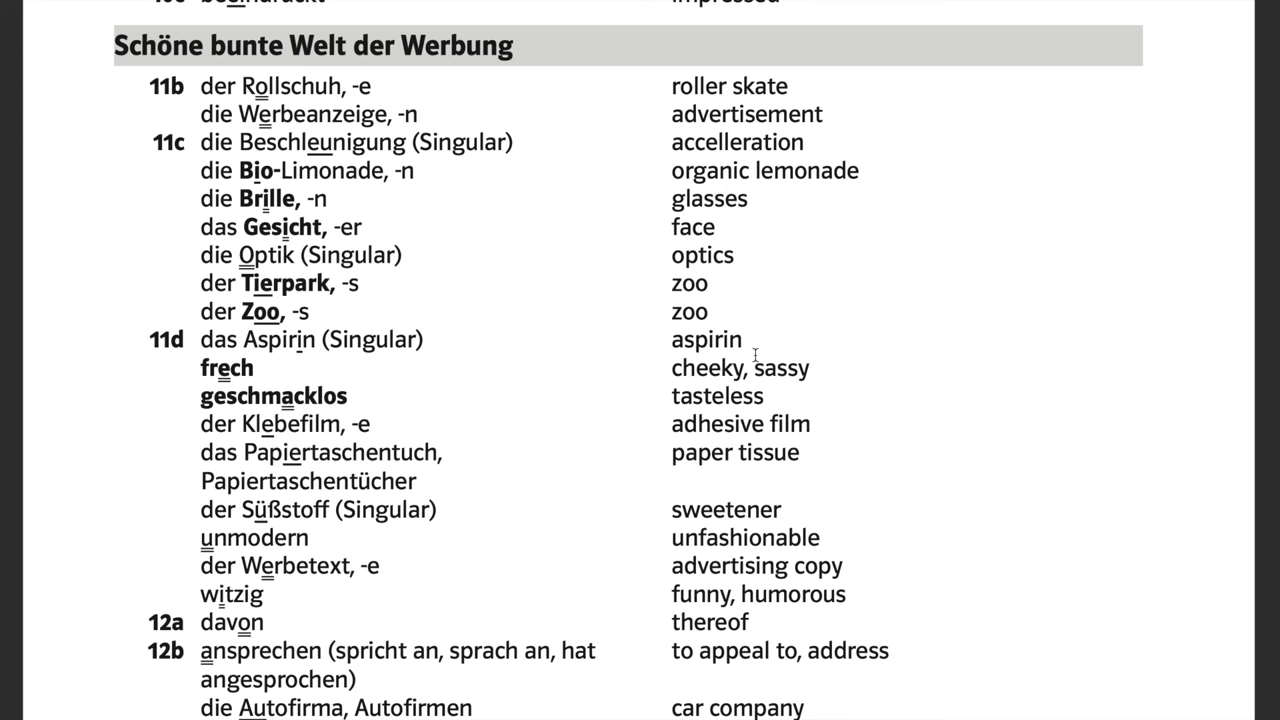 beeindruckt impressed
Schöne bunte Welt der Werbung
11b der Rollschuh, -e roller skate
die Werbeanzeige, -n advertisement
11c die Beschleunigung (Singular) accelleration
die Bio-Limonade, -n organic lemonade
die Brille, -n glasses
das Gesicht, -er face
die Optik (Singular) optics
der Tierpark, -s zoo
der Zoo, -s zoo
11d das Aspirin (Singular) aspirin
frech cheeky, sassy
geschmacklos tasteless
der Klebefilm, -e adhesive film
das Papiertaschentuch, paper tissue
Papiertaschentücher
der Süßstoff (Singular) sweetener
unmodern unfashionable
der Werbetext, -e advertising copy
witzig funny, humorous
12a davon thereof
12b ansprechen (spricht an, sprach an, hat to appeal to, address
angesprochen)
die Autofirma, Autofirmen car company